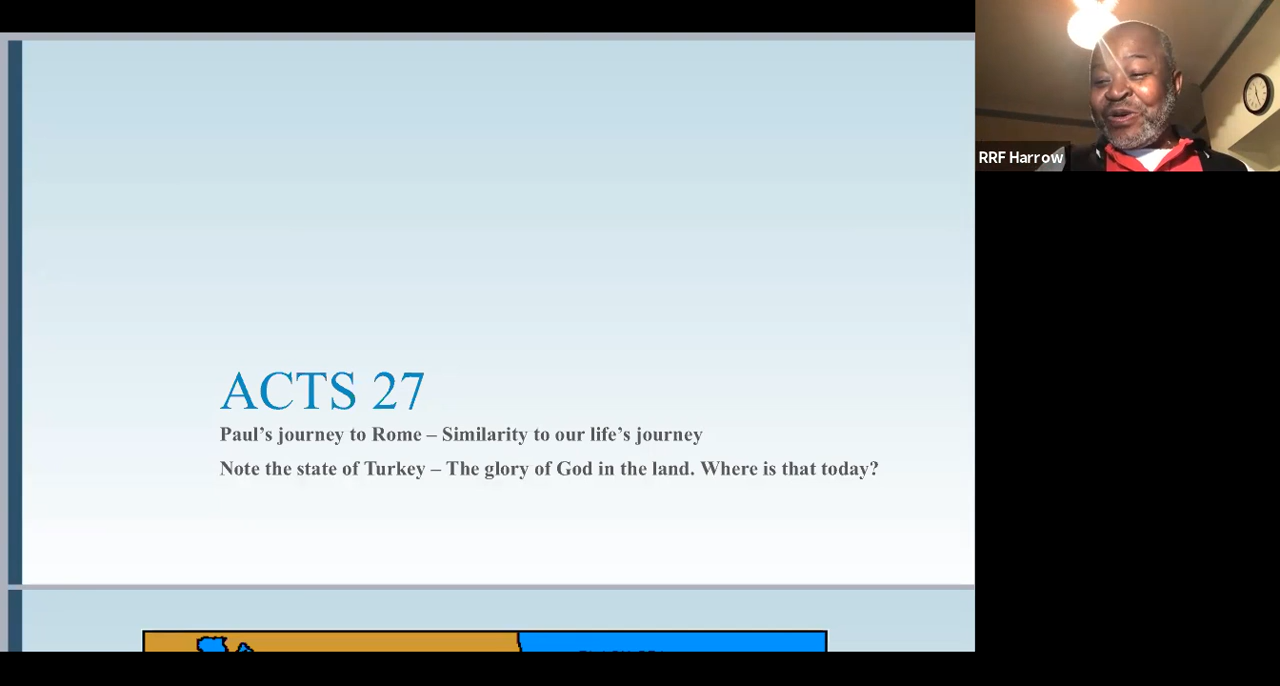 RRF Harrow
ACTS 27
Paul's journey to Rome – Similarity to our life's journey
Note the state of Turkey – The glory of God in the land. Where is that today?